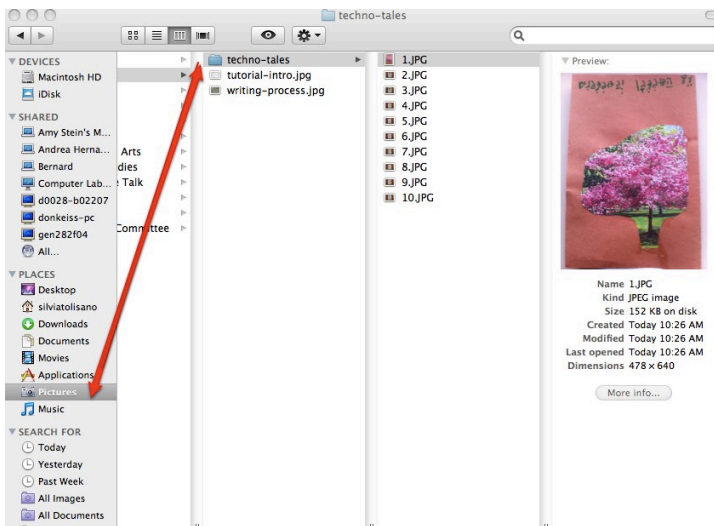 techno-tales
DEVICES
Macintosh HD
iDisk
SHARED
Amy Stein's M...
Andrea Herna...
Bernard
Computer Lab...
d0028-b02207
donkeiss-pc
gen282f04
All...
PLACES
Desktop
silviatolisano
Downloads
Documents
Movies
Applications
Pictures
Music
SEARCH FOR
Today
Yesterday
Past Week
All Images
All Documents
Arts
dies
Talk
Committee
techno-tales
tutorial-intro.jpg
writing-process.jpg
1.JPG
2.JPG
3.JPG
4.JPG
5.JPG
6.JPG
7.JPG
8.JPG
9.JPG
10.JPG
Preview:
Name 1.JPG
Kind JPEG image
Size 152 KB on disk
Created Today 10:26 AM
Modified Today 10:26 AM
Last opened Today 10:26 AM
Dimensions 478 × 640
More info...